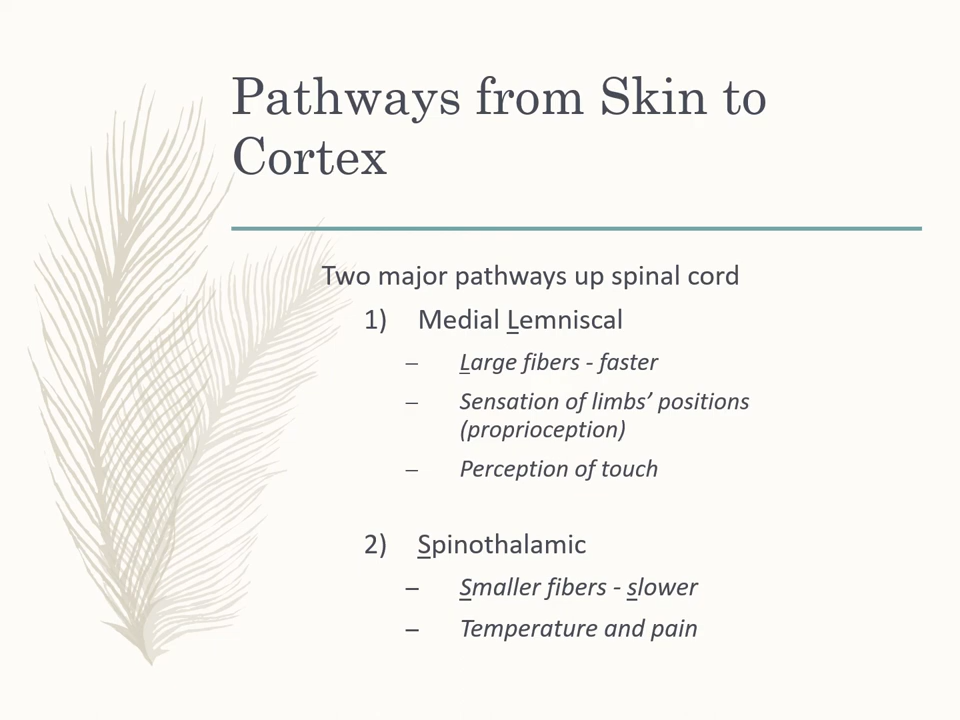 Pathways from Skin to
Cortex
Two major pathways up spinal cord
1) Medial Lemniscal
– Large fibers - faster
– Sensation of limbs’ positions
(proprioception)
– Perception of touch
2) Spinothalamic
– Smaller fibers - slower
– Temperature and pain